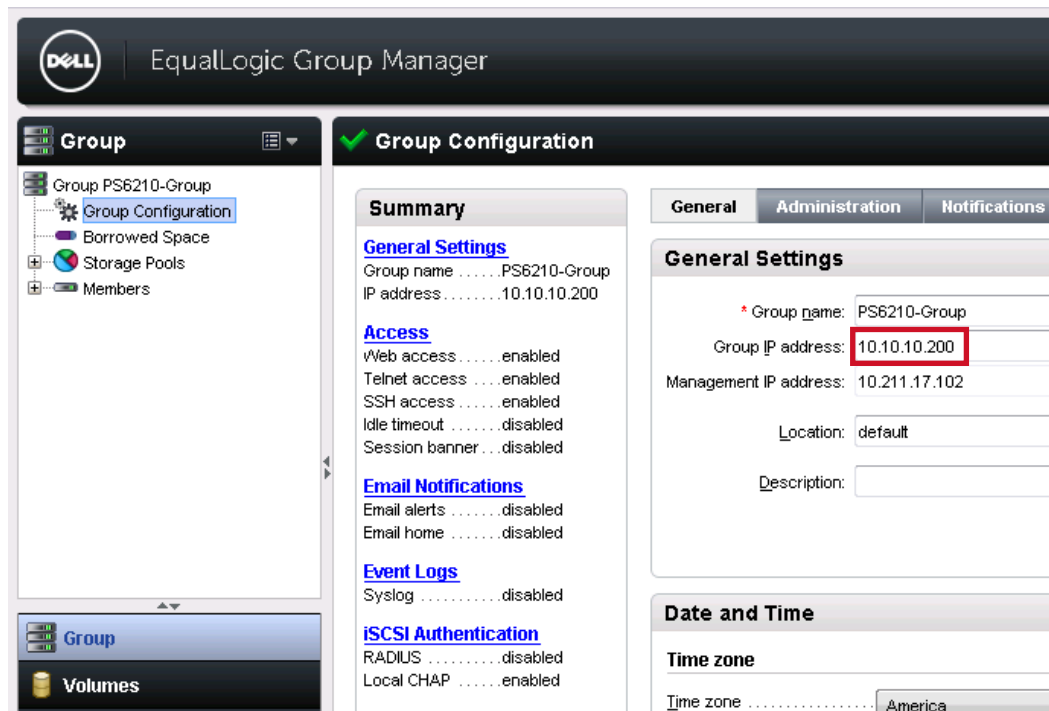 DELL
EqualLogic Group Manager
Group
Group PS6210-Group
Group Configuration
Borrowed Space
Storage Pools
Members
Group
Volumes
Group Configuration
Summary
General Settings
Group name ......PS6210-Group
IP address........10.10.10.200
Access
Web access......enabled
Telnet access ....enabled
SSH access ......enabled
Idle timeout .......disabled
Session banner...disabled
Email Notifications
Email alerts .......disabled
Email home .......disabled
Event Logs
Syslog ...........disabled
iSCSI Authentication
RADIUS ..........disabled
Local CHAP ......enabled
General Administration Notifications
General Settings
* Group name: PS6210-Group
Group IP address: 10.10.10.200
Management IP address: 10.211.17.102
Location: default
Description:
Date and Time
Time zone
Time zone ................ America